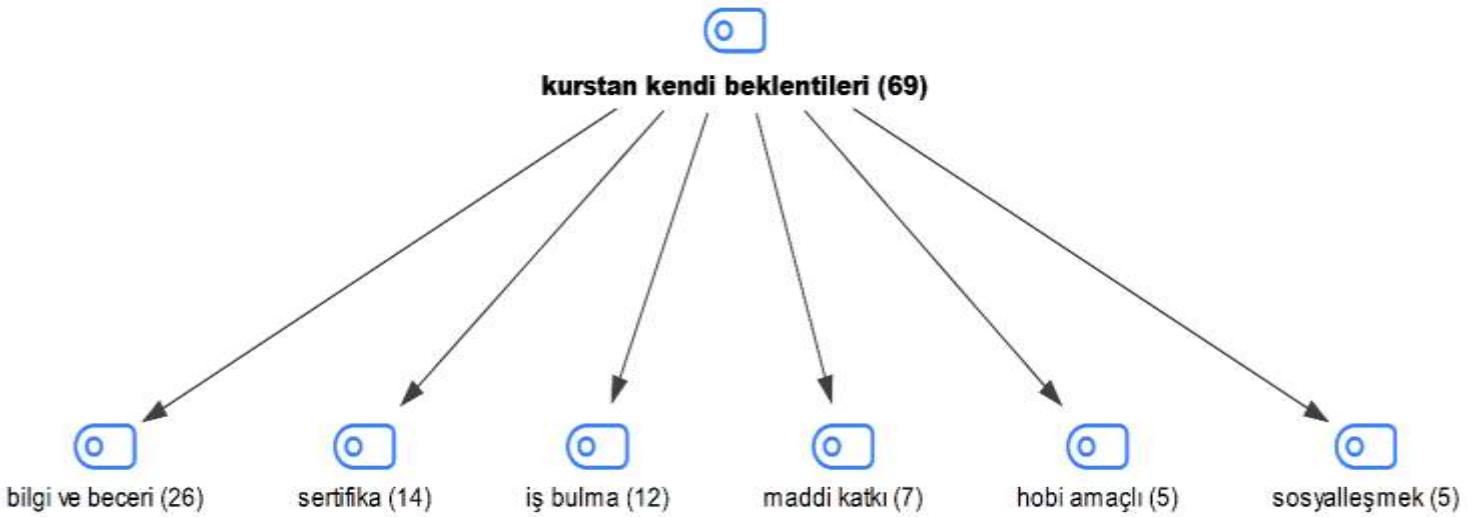 kurstan kendi beklentileri (69)
bilgi ve beceri (26)
sertifika (14)
iş bulma (12)
maddi katkı (7)
hobi amaçlı (5)
sosyalleşmek (5)